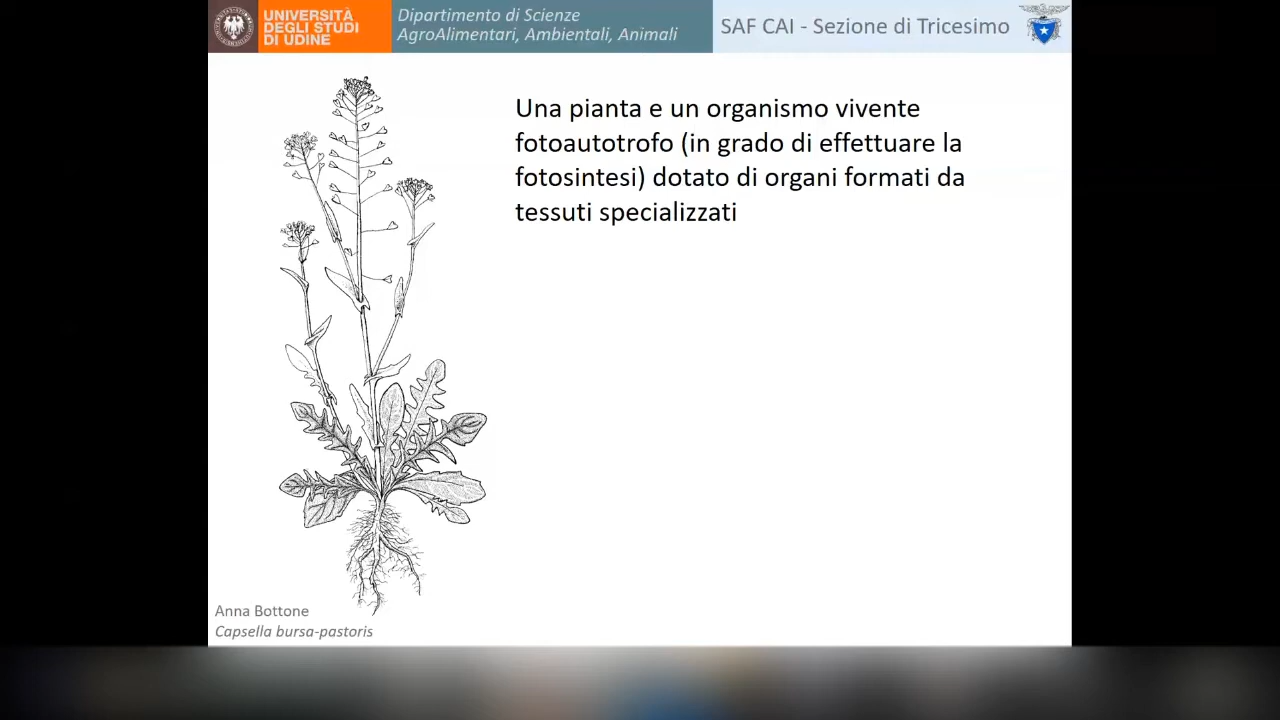 UNIVERSITÀ
DEGLI STUDI
DI UDINE
Dipartimento di Scienze
AgroAlimentari, Ambientali, Animali
SAF CAI - Sezione di Tricesimo
Una pianta e un organismo vivente
fotoautotrofo (in grado di effettuare la
fotosintesi) dotato di organi formati da
tessuti specializzati
Anna Bottone
Capsella bursa-pastoris